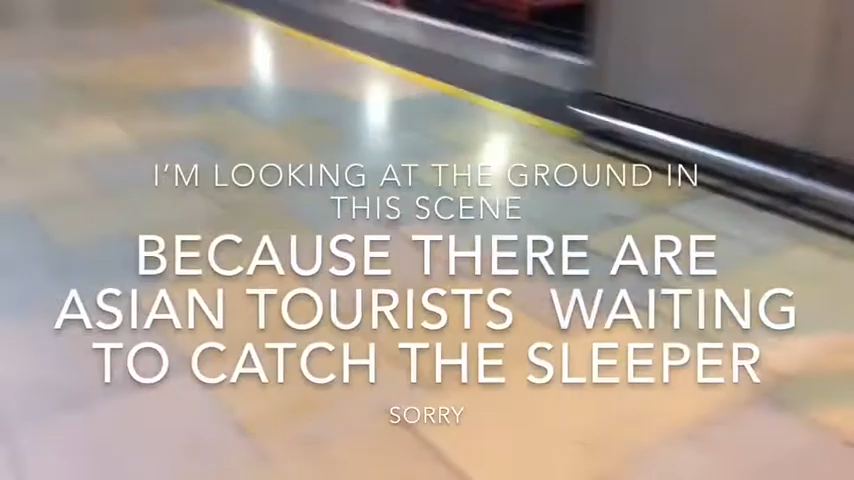 I'M LOOKING AT THE GROUND IN
THIS SCENE
BECAUSE THERE ARE
ASIAN TOURISTS WAITING
TO CATCH THE SLEEPER
SORRY